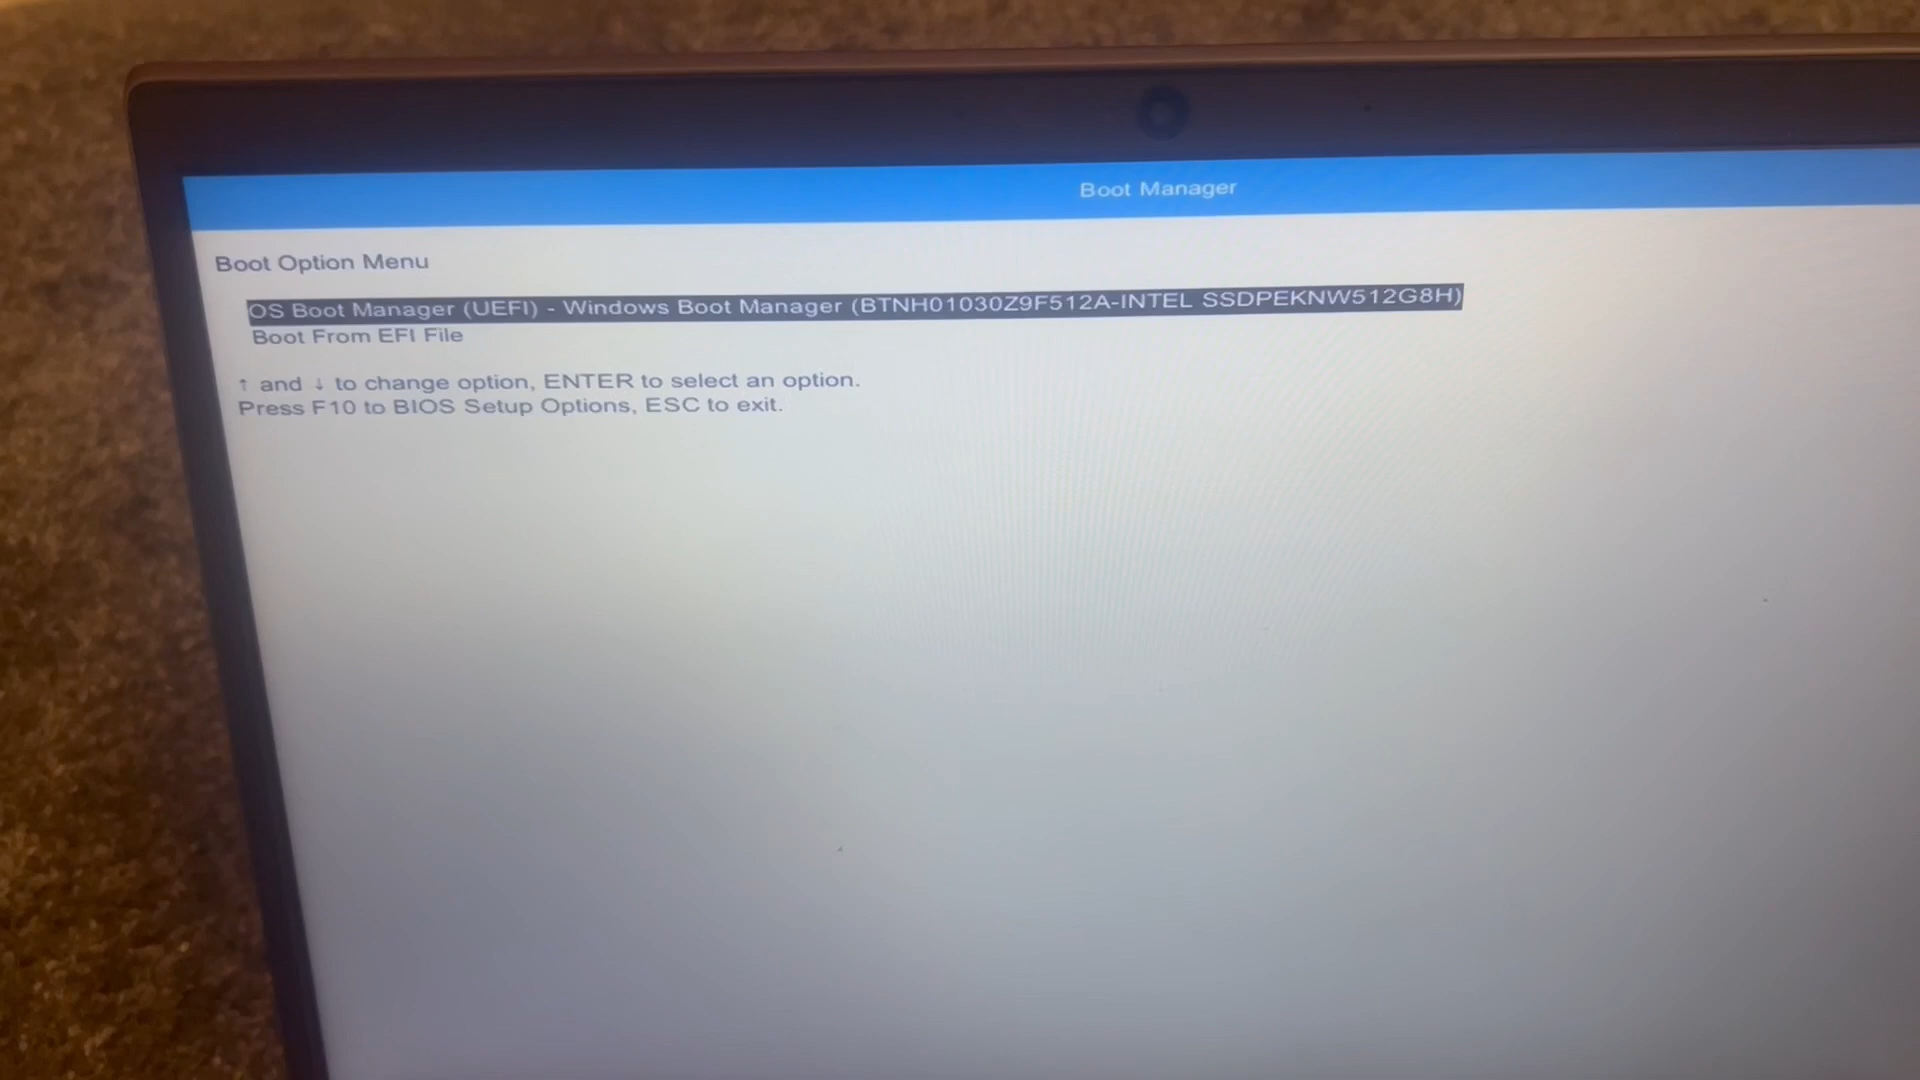 Boot Manager
Boot Option Menu
OS Boot Manager (UEFI) - Windows Boot Manager (BTNH01030Z9F512A-INTEL SSDPEKNW512G8H)
Boot From EFI File
↑ and ↓ to change option, ENTER to select an option.
Press F10 to BIOS Setup Options, ESC to exit.